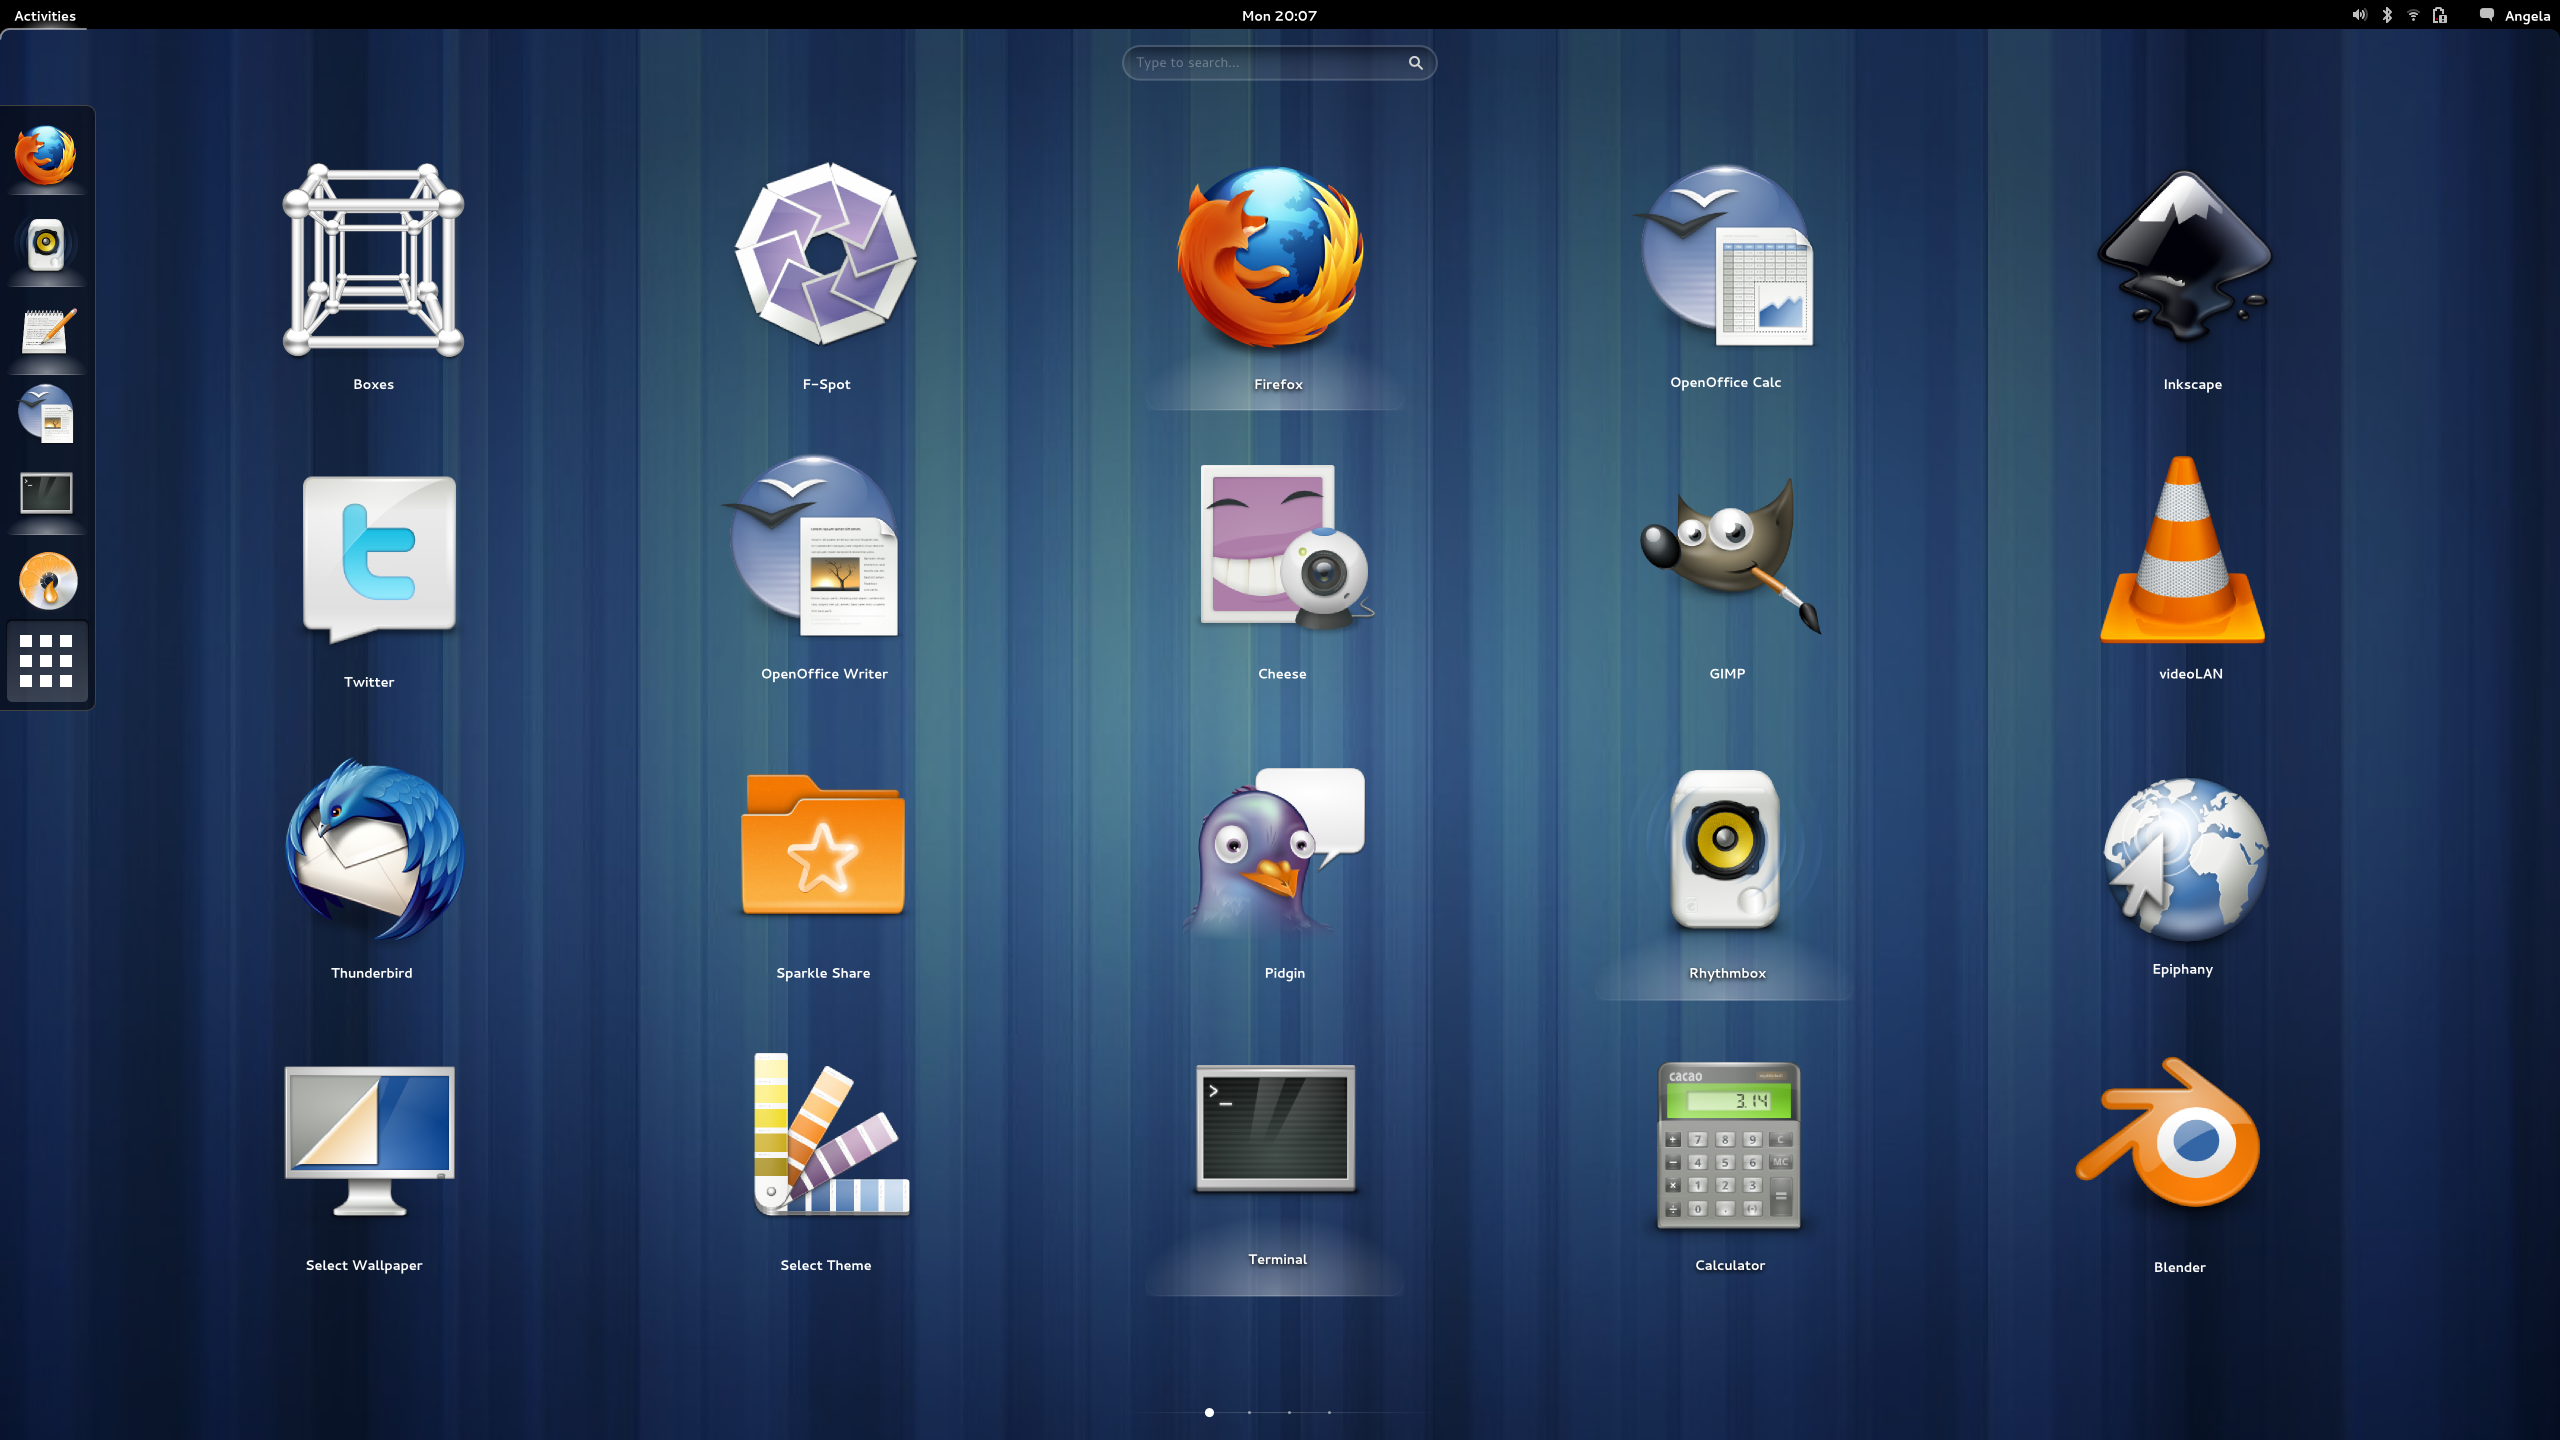 Activities
Mon 20:07
Angela
Type to search...
Boxes
F-Spot
Firefox
OpenOffice Calc
Inkscape
Twitter
OpenOffice Writer
Cheese
GIMP
videoLAN
Thunderbird
Sparkle Share
Pidgin
Rhythmbox
Epiphany
>_
cacao
3.14
+ 7 8 9 C
− 4 5 6 MC
× 1 2 3 =
÷ 0 .
Select Wallpaper
Select Theme
Terminal
Calculator
Blender